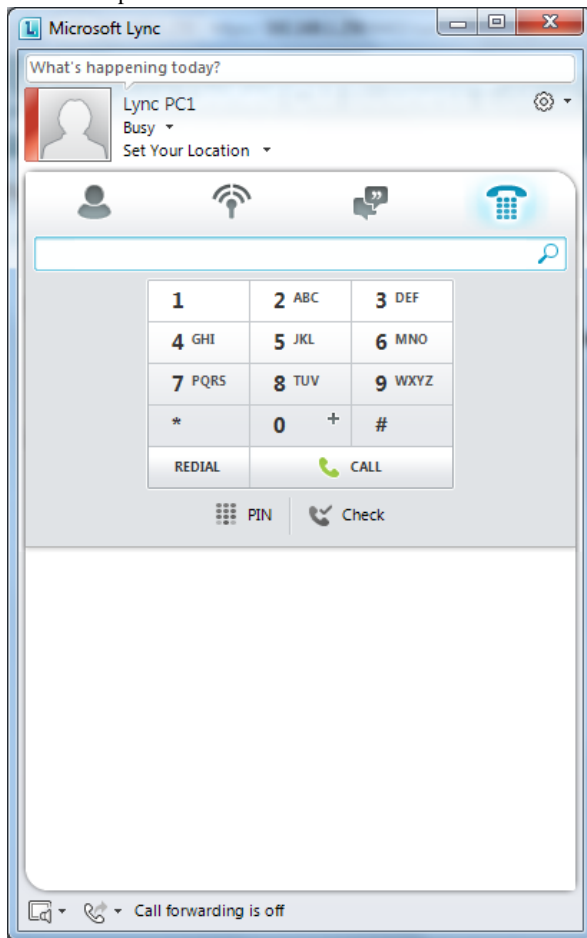 Microsoft Lync
What's happening today?
Lync PC1
Busy
Set Your Location
1 2 ABC 3 DEF
4 GHI 5 JKL 6 MNO
7 PQRS 8 TUV 9 WXYZ
* 0 + #
REDIAL CALL
PIN Check
Call forwarding is off